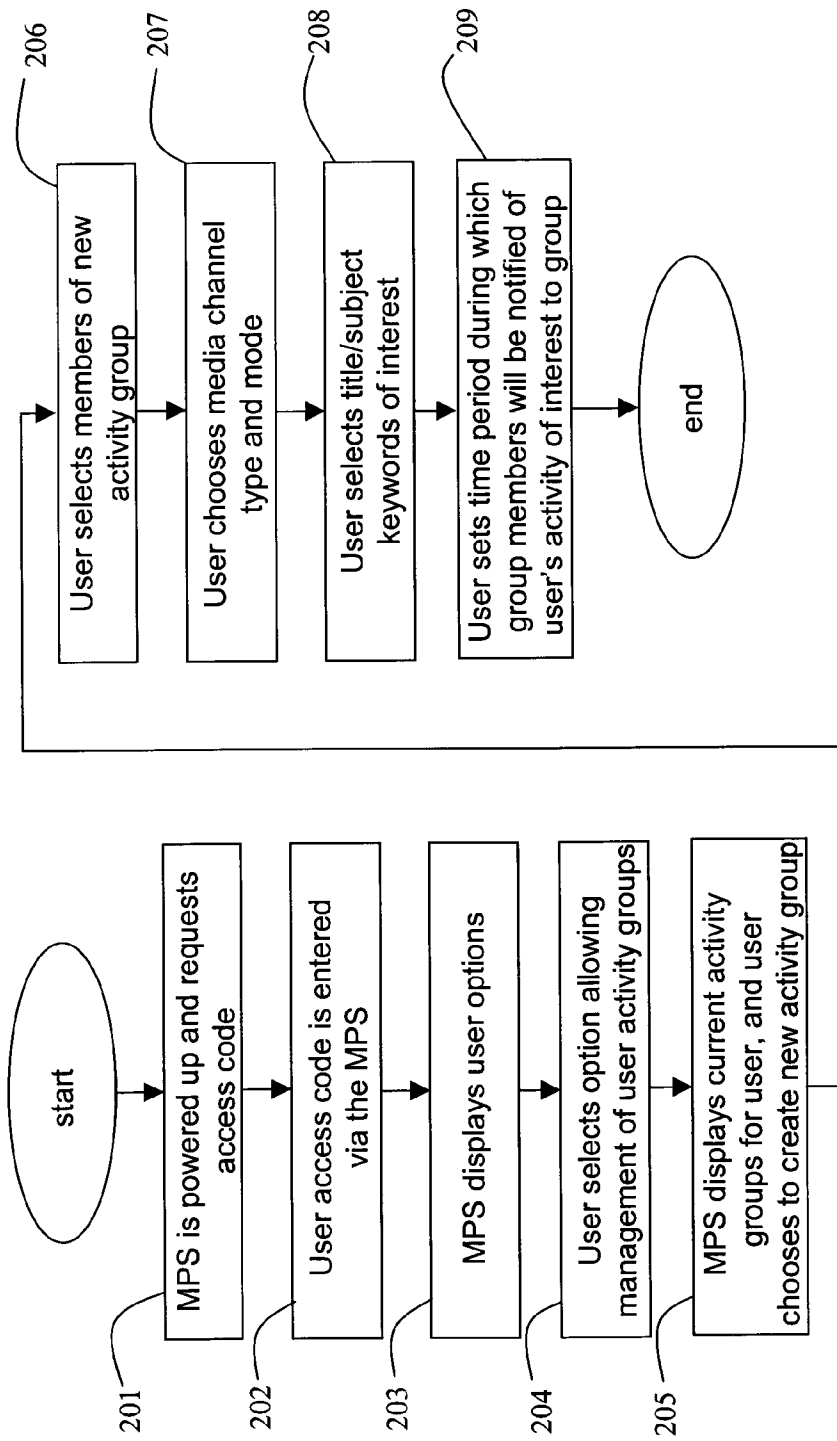 start
201
MPS is powered up and requests
access code
202
User access code is entered
via the MPS
203
MPS displays user options
204
User selects option allowing
management of user activity groups
205
MPS displays current activity
groups for user, and user
chooses to create new activity group
206
User selects members of new
activity group
207
User chooses media channel
type and mode
208
User selects title/subject
keywords of interest
209
User sets time period during which
group members will be notified of
user's activity of interest to group
end